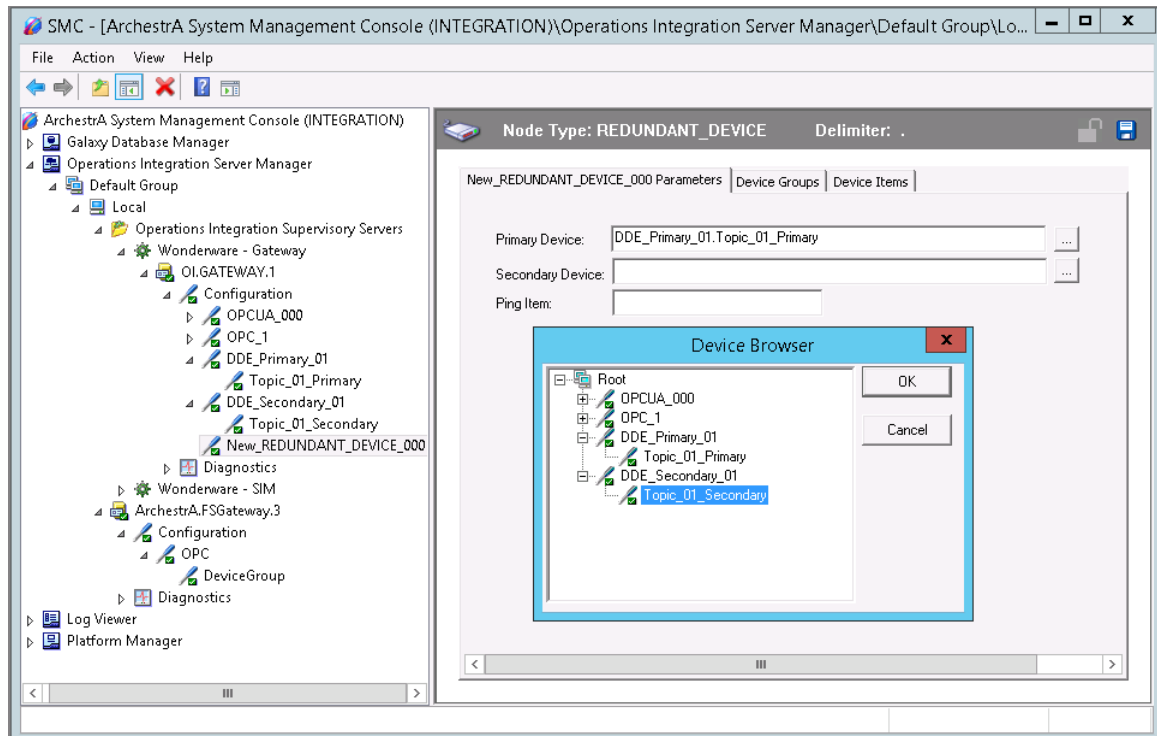 SMC - [ArchestrA System Management Console (INTEGRATION)\Operations Integration Server Manager\Default Group\Lo...
File Action View Help
ArchestrA System Management Console (INTEGRATION)
Galaxy Database Manager
Operations Integration Server Manager
Default Group
Local
Operations Integration Supervisory Servers
Wonderware - Gateway
OI.GATEWAY.1
Configuration
OPCUA_000
OPC_1
DDE_Primary_01
Topic_01_Primary
DDE_Secondary_01
Topic_01_Secondary
New_REDUNDANT_DEVICE_000
Diagnostics
Wonderware - SIM
ArchestrA.FSGateway.3
Configuration
OPC
DeviceGroup
Diagnostics
Log Viewer
Platform Manager
Node Type: REDUNDANT_DEVICE Delimiter: .
New_REDUNDANT_DEVICE_000 Parameters Device Groups Device Items
Primary Device: DDE_Primary_01.Topic_01_Primary ...
Secondary Device: ...
Ping Item:
Device Browser
Root
OPCUA_000
OPC_1
DDE_Primary_01
Topic_01_Primary
DDE_Secondary_01
Topic_01_Secondary
OK
Cancel